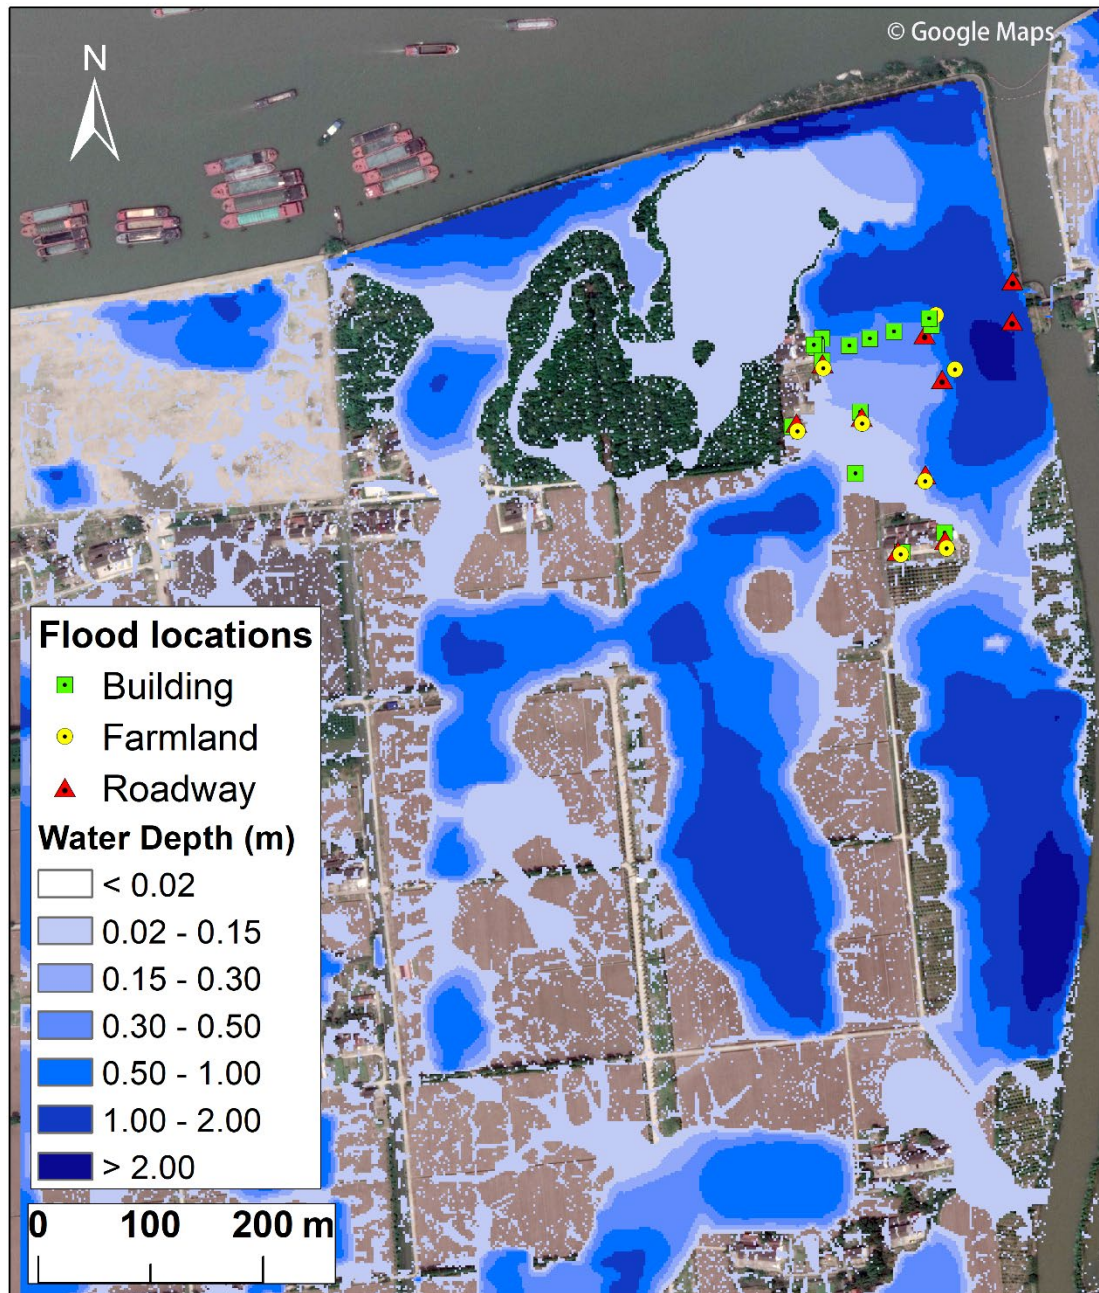 © Google Maps
N
Flood locations
Building
Farmland
Roadway
Water Depth (m)
< 0.02
0.02 - 0.15
0.15 - 0.30
0.30 - 0.50
0.50 - 1.00
1.00 - 2.00
> 2.00
0 100 200 m